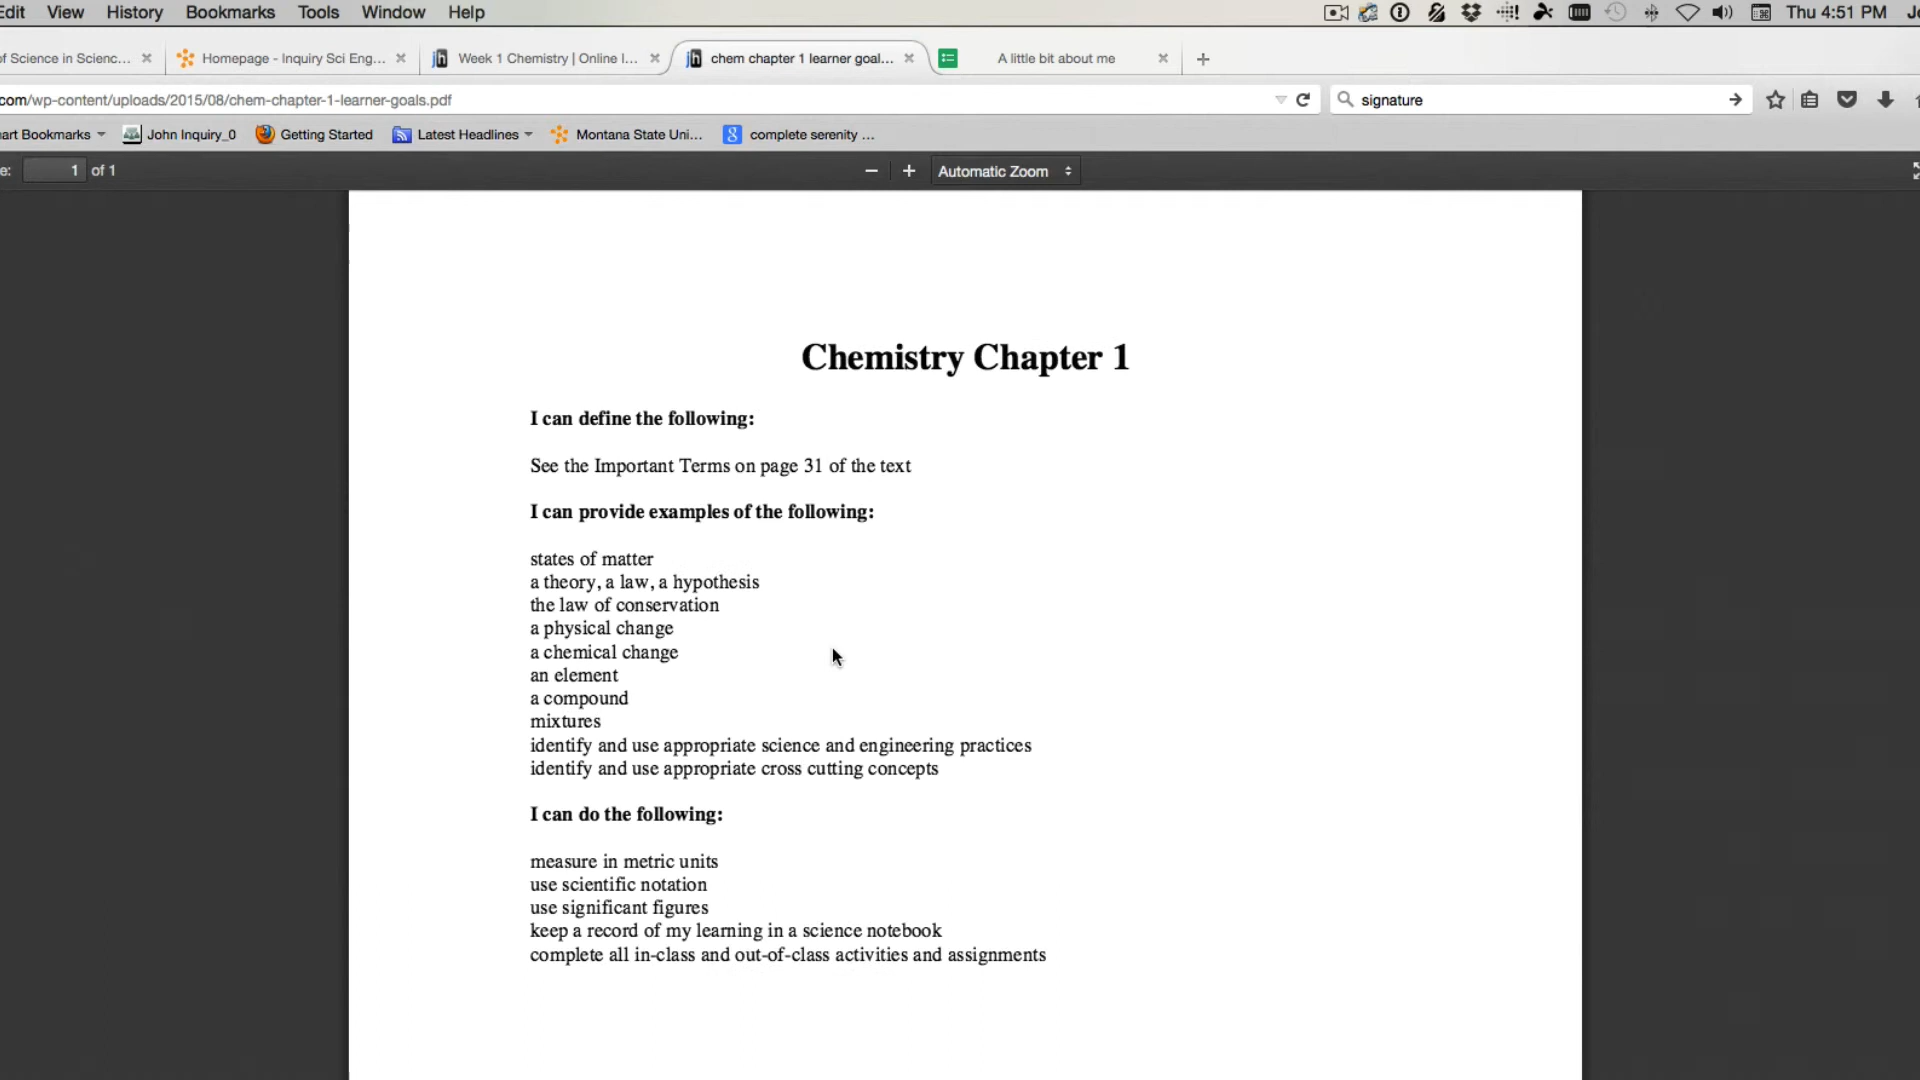 Edit View History Bookmarks Tools Window Help Thu 4:51 PM
of Science in Scienc... Homepage - Inquiry Sci Eng... Week 1 Chemistry | Online I... chem chapter 1 learner goal... A little bit about me
com/wp-content/uploads/2015/08/chem-chapter-1-learner-goals.pdf signature
art Bookmarks John Inquiry_0 Getting Started Latest Headlines Montana State Uni... complete serenity ...
e: 1 of 1 Automatic Zoom
Chemistry Chapter 1
I can define the following:
See the Important Terms on page 31 of the text
I can provide examples of the following:
states of matter
a theory, a law, a hypothesis
the law of conservation
a physical change
a chemical change
an element
a compound
mixtures
identify and use appropriate science and engineering practices
identify and use appropriate cross cutting concepts
I can do the following:
measure in metric units
use scientific notation
use significant figures
keep a record of my learning in a science notebook
complete all in-class and out-of-class activities and assignments